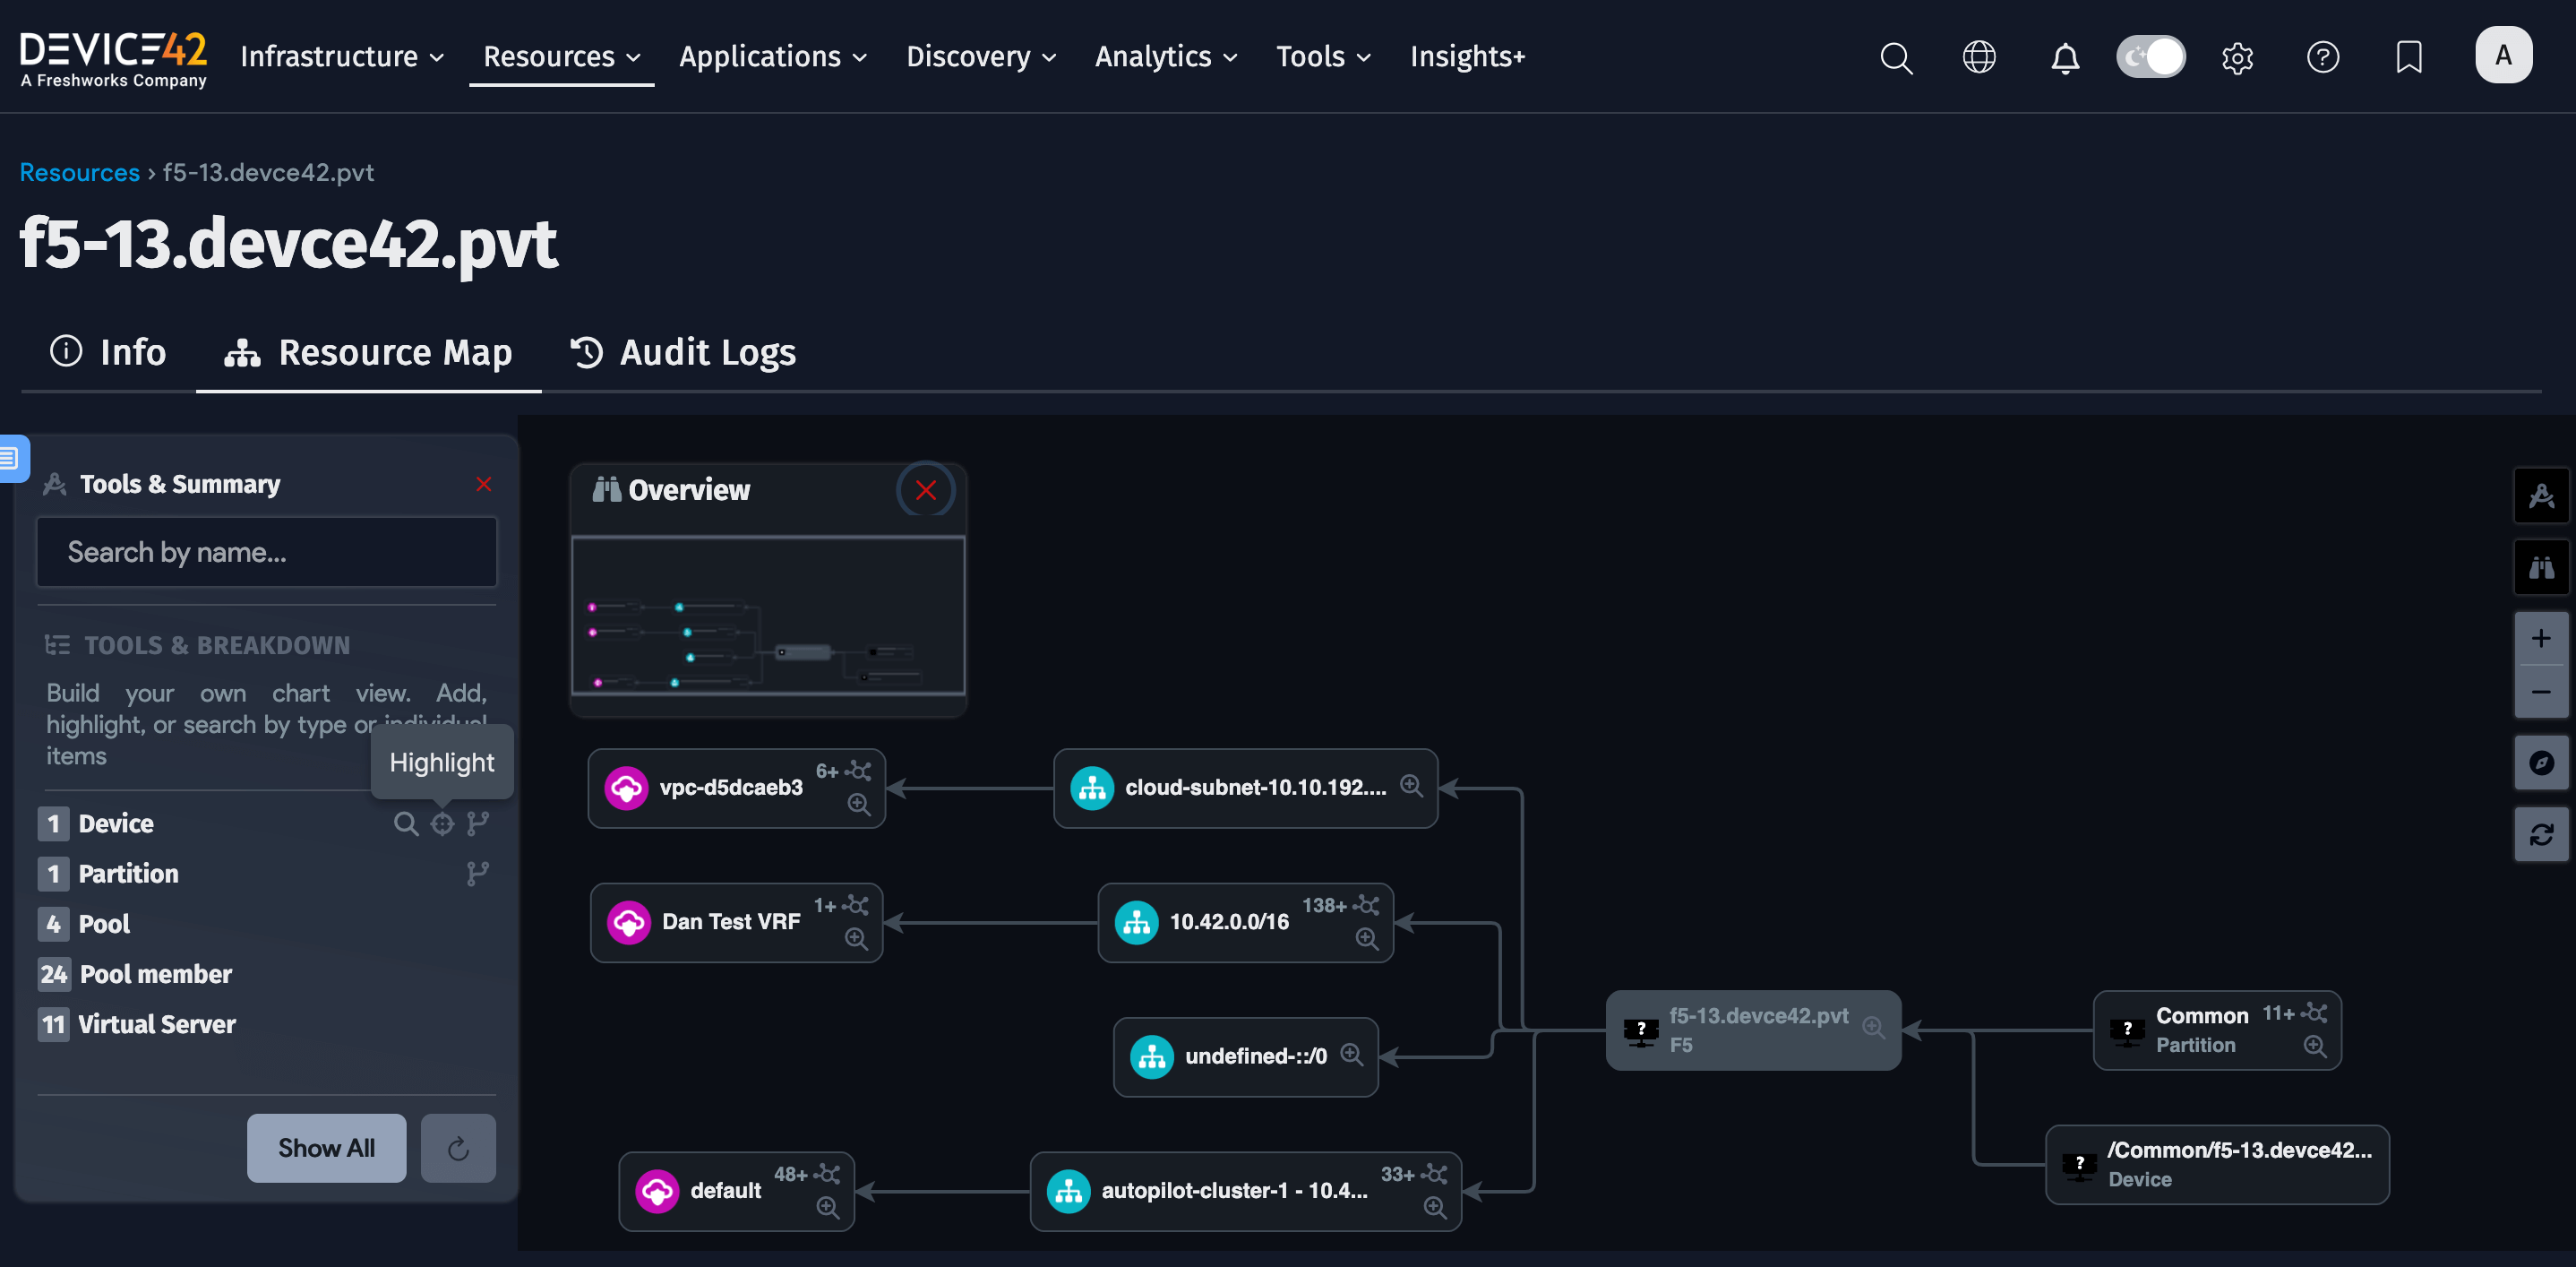 DEVICE42
A Freshworks Company
Infrastructure
Resources
Applications
Discovery
Analytics
Tools
Insights+
A
Resources › f5-13.devce42.pvt
f5-13.devce42.pvt
Info
Resource Map
Audit Logs
Tools & Summary
Search by name...
TOOLS & BREAKDOWN
Build your own chart view. Add,
highlight, or search by type or individual
items
Highlight
1 Device
1 Partition
4 Pool
24 Pool member
11 Virtual Server
Show All
Overview
vpc-d5dcaeb3
6+
cloud-subnet-10.10.192....
Dan Test VRF
1+
10.42.0.0/16
138+
undefined-::/0
default
48+
autopilot-cluster-1 - 10.4...
33+
f5-13.devce42.pvt
F5
Common
11+
Partition
/Common/f5-13.devce42...
Device